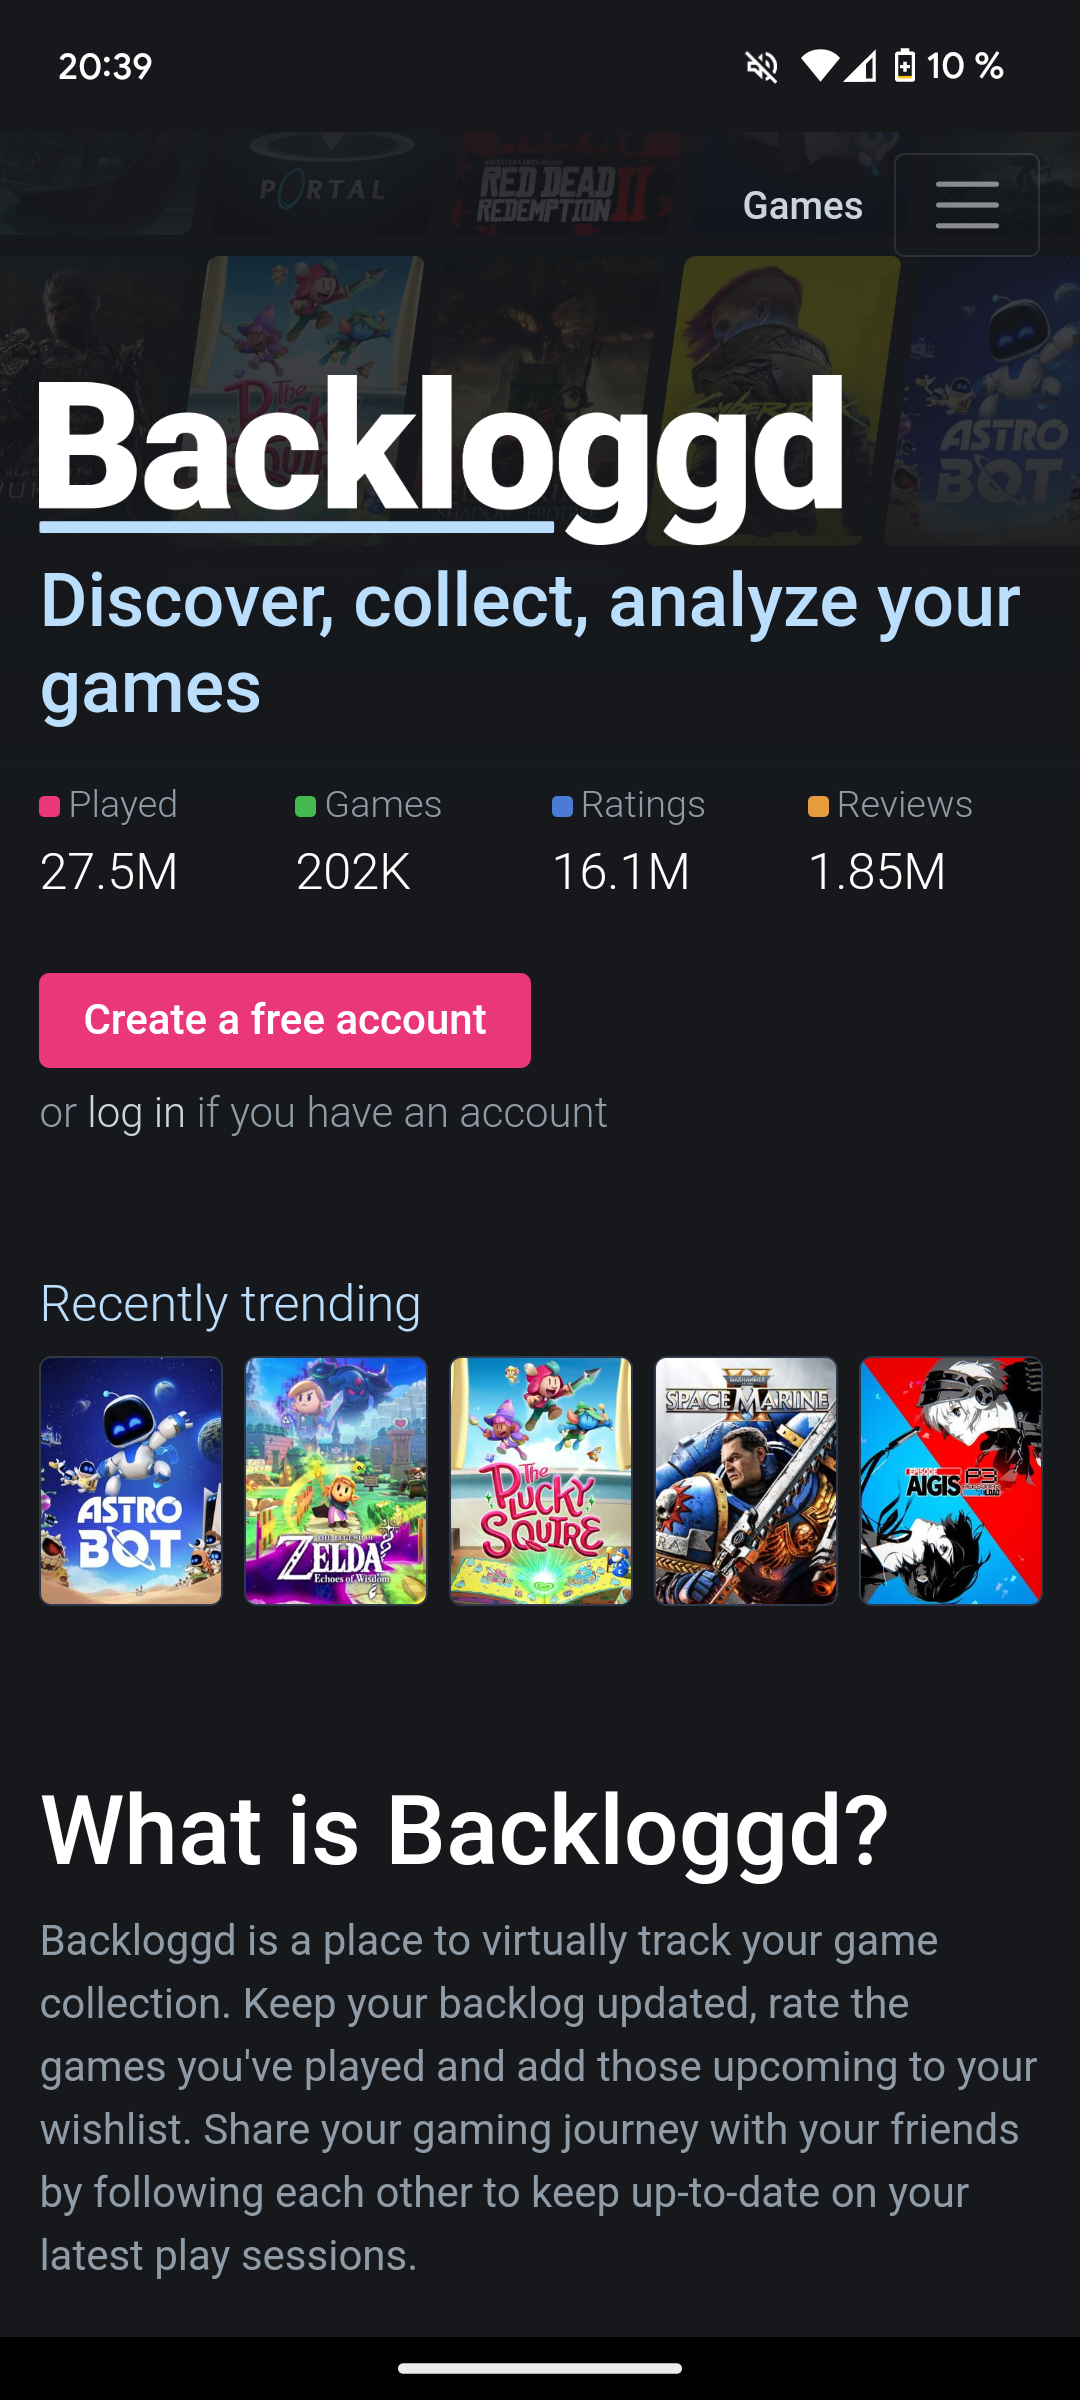 20:39
10 %
PORTAL
RED DEAD
REDEMPTION II
Games
The
ASTRO
BOT
Backloggd
Discover, collect, analyze your
games
Played
Games
Ratings
Reviews
27.5M
202K
16.1M
1.85M
Create a free account
or log in if you have an account
Recently trending
ASTRO
BOT
THE LEGEND OF
ZELDA
Echoes of Wisdom
The
PLUCKY
SQUIRE
WARHAMMER
SPACE MARINE
EPISODE
AIGIS
P3
What is Backloggd?
Backloggd is a place to virtually track your game
collection. Keep your backlog updated, rate the
games you've played and add those upcoming to your
wishlist. Share your gaming journey with your friends
by following each other to keep up-to-date on your
latest play sessions.